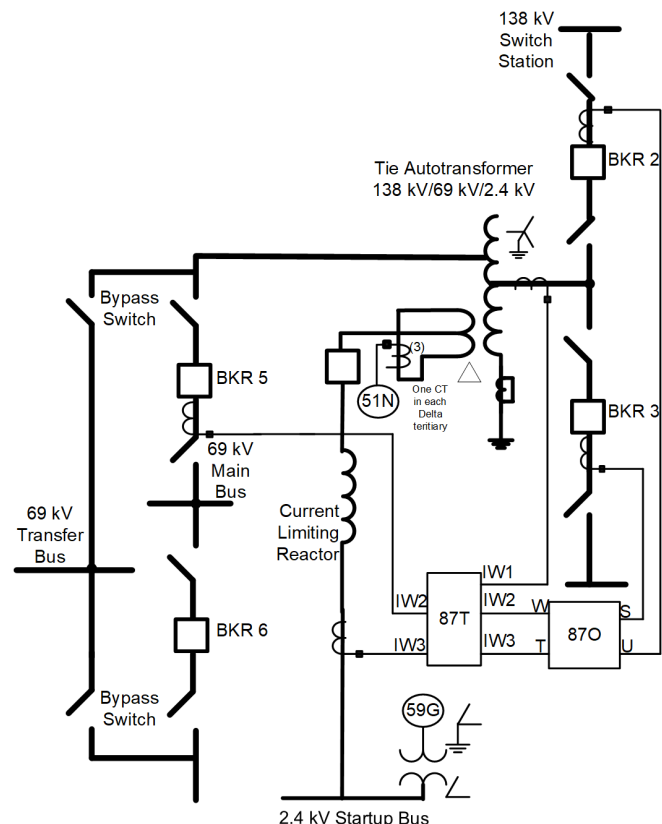 138 kV
Switch
Station
BKR 2
Tie Autotransformer
138 kV/69 kV/2.4 kV
Bypass
Switch
(3)
BKR 5
51N
One CT
in each
Delta
teritiary
BKR 3
69 kV
Main
Bus
69 kV
Transfer
Bus
Current
Limiting
Reactor
IW1
IW2
87T
IW2
W
S
BKR 6
87O
IW3
IW3
T
U
Bypass
Switch
59G
2.4 kV Startup Bus